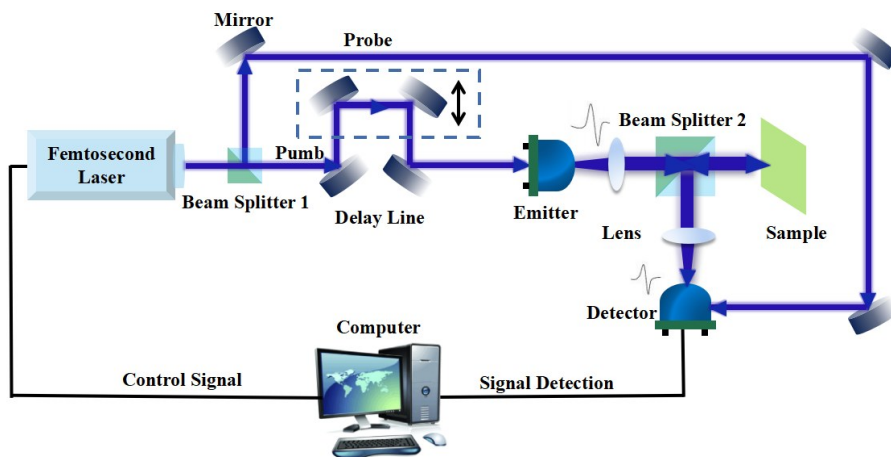 Mirror
Probe
Femtosecond
Laser
Pumb
Beam Splitter 1
Delay Line
Beam Splitter 2
Emitter
Lens
Sample
Detector
Computer
Control Signal
Signal Detection